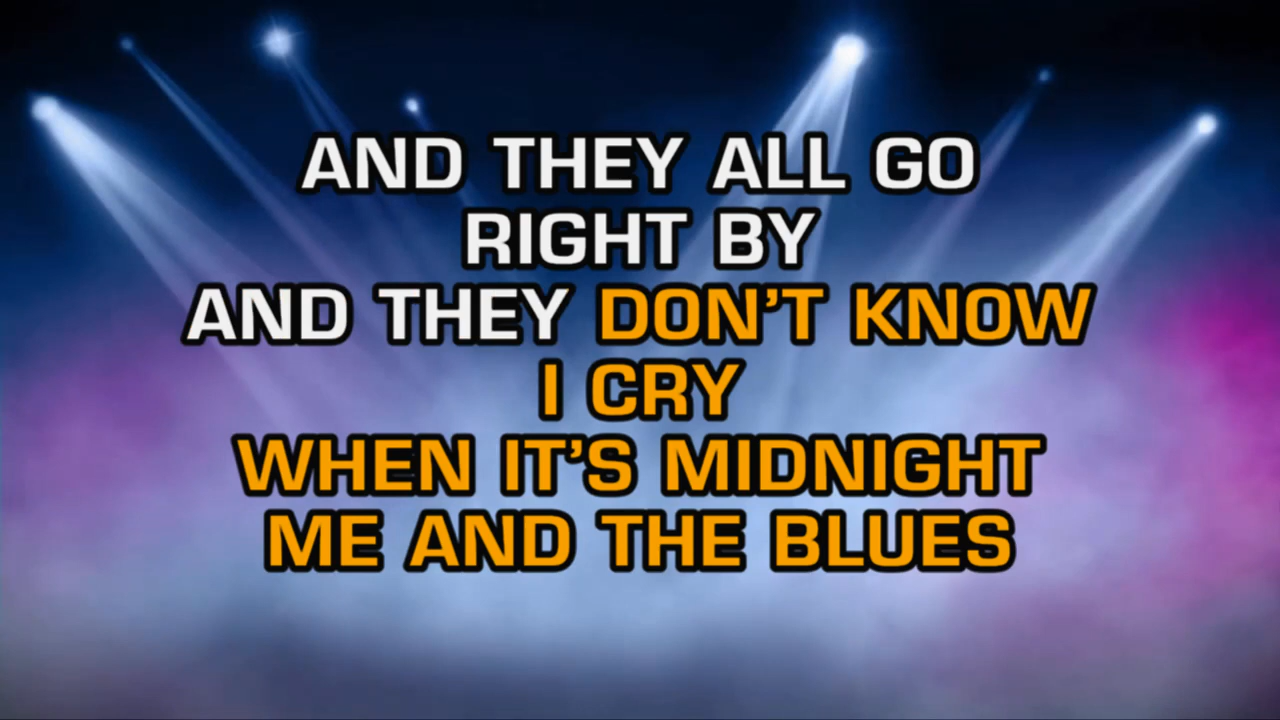 AND THEY ALL GO
RIGHT BY
AND THEY DON'T KNOW
I CRY
WHEN IT'S MIDNIGHT
ME AND THE BLUES